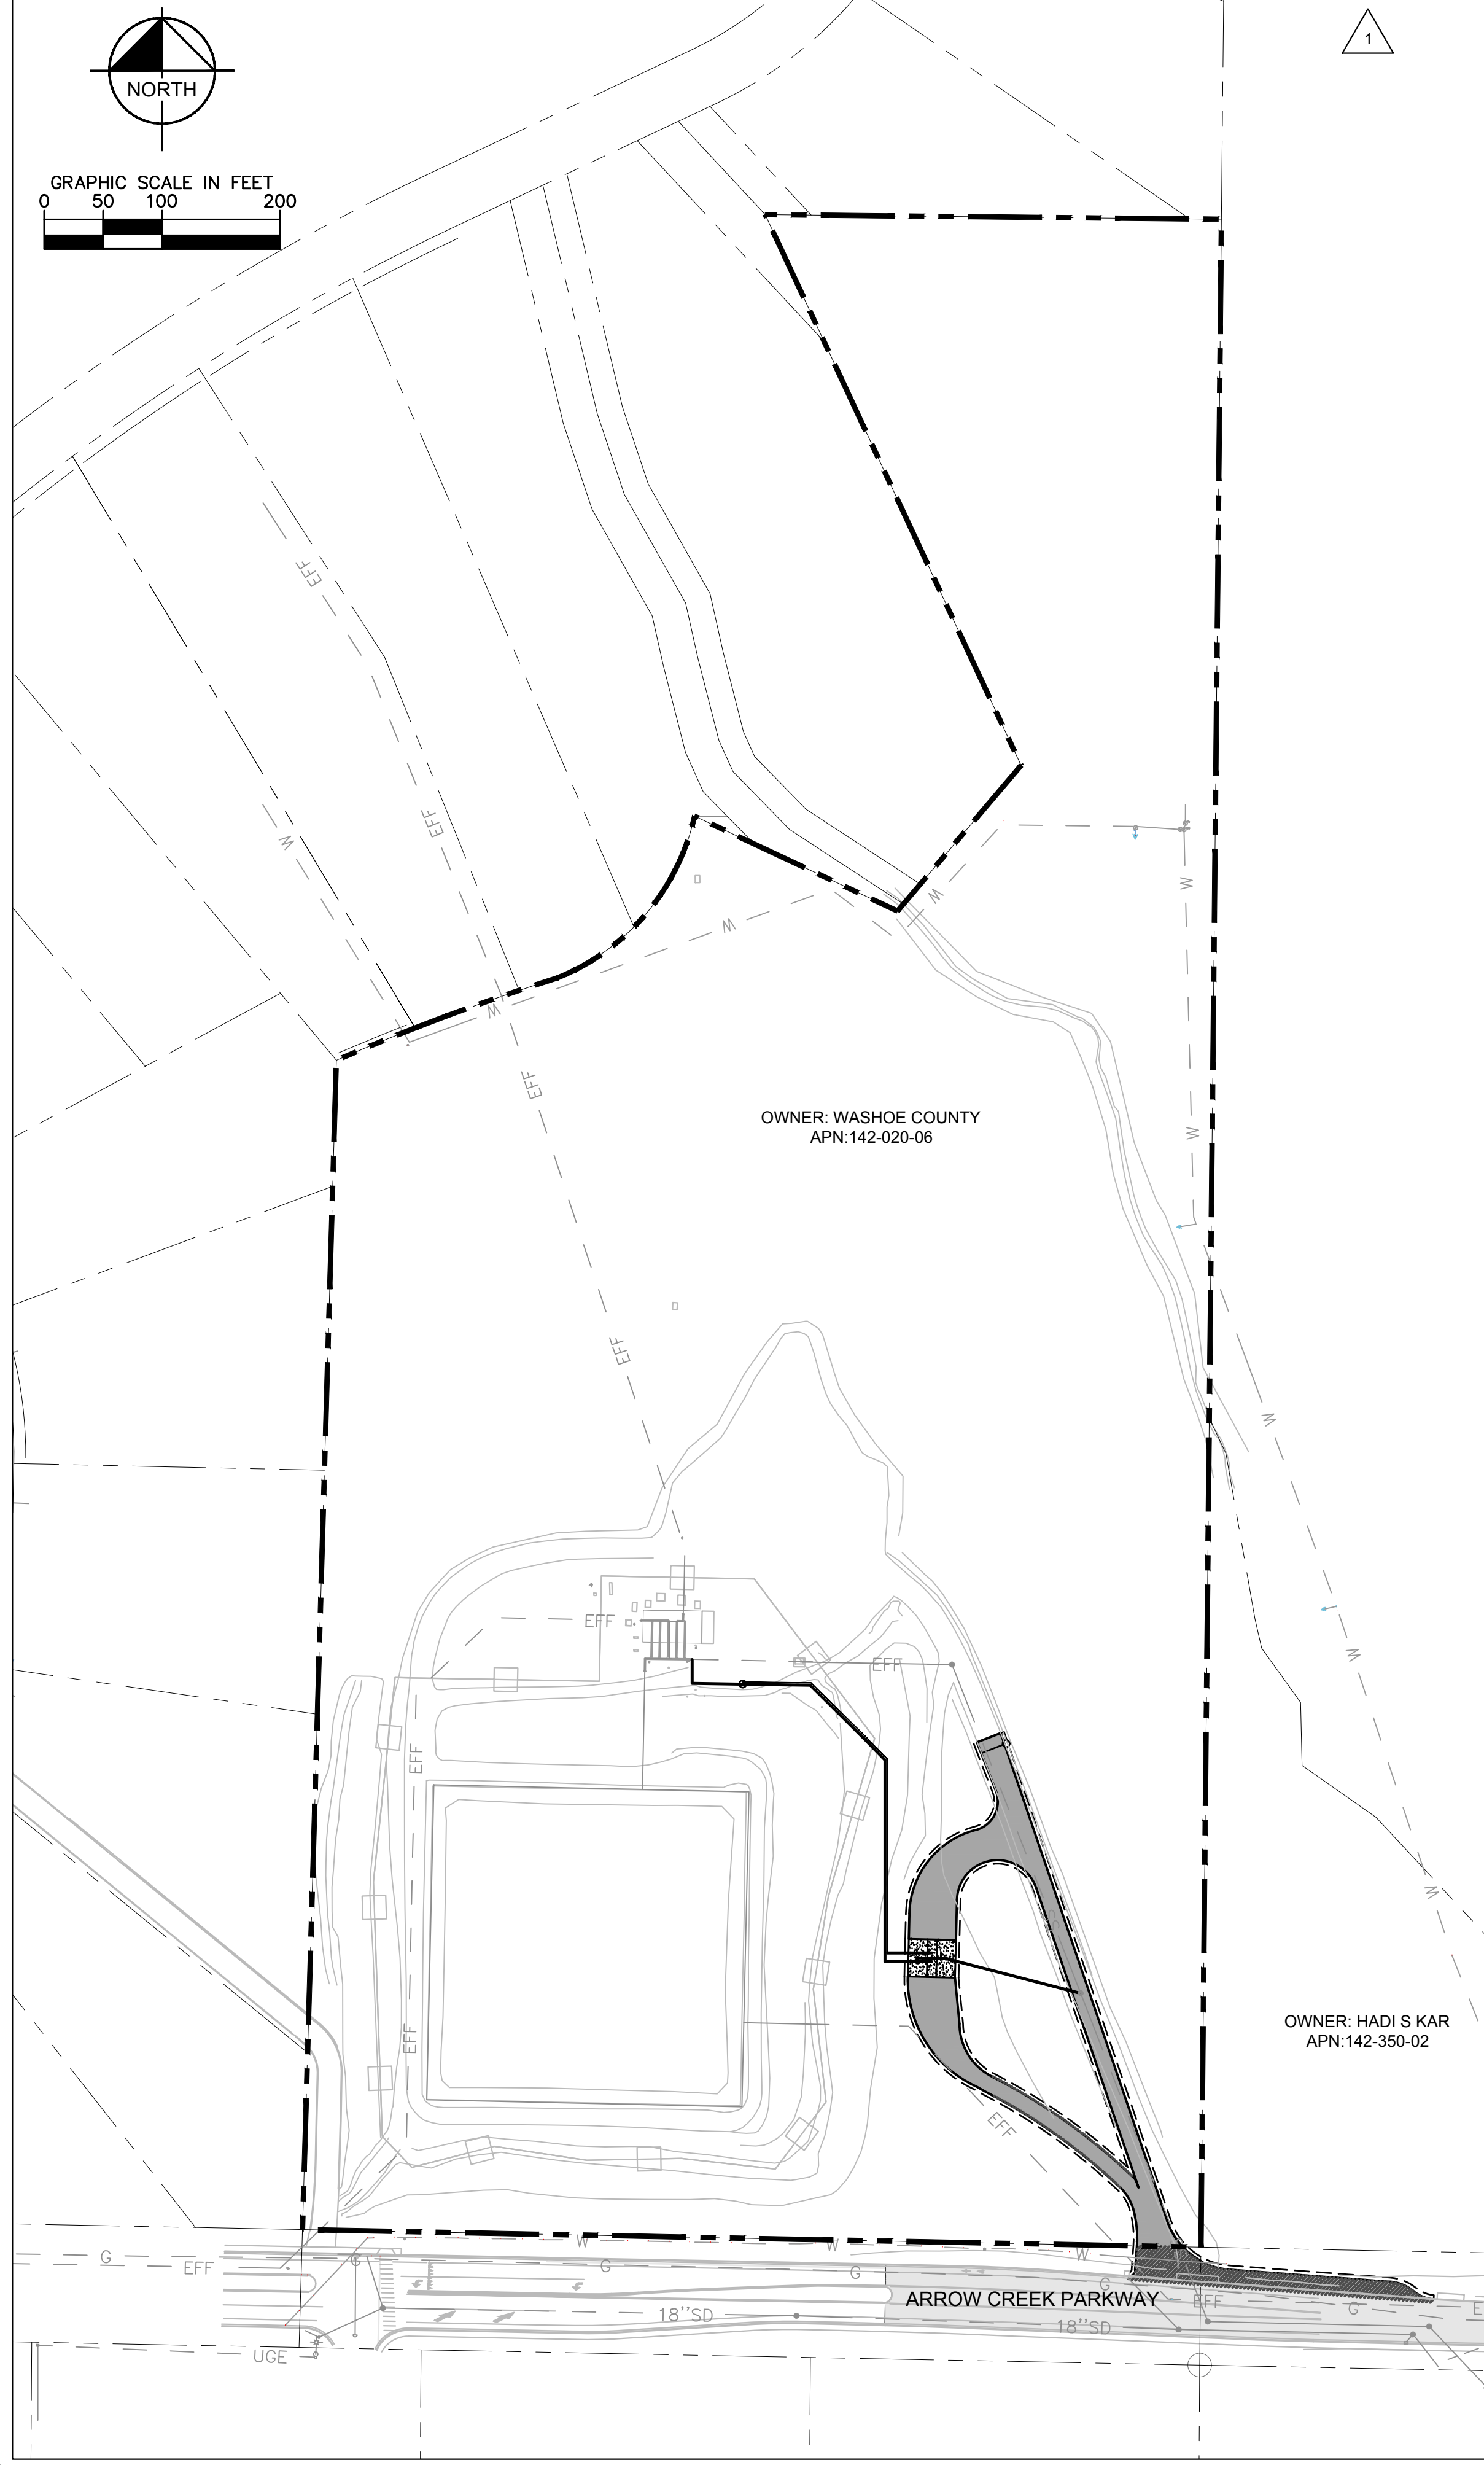 1
NORTH
GRAPHIC SCALE IN FEET
0 50 100 200
EFF
W
EFF
W
W
W
W
EFF
OWNER: WASHOE COUNTY
APN:142-020-06
W
EFF
W
EFF
EFF
W
EFF
W
SS
EFF
OWNER: HADI S KAR
APN:142-350-02
EFF
W
W
W
G
G
G
G
G
EFF
ARROW CREEK PARKWAY
EFF
G
E
18''SD
18''SD
UGE